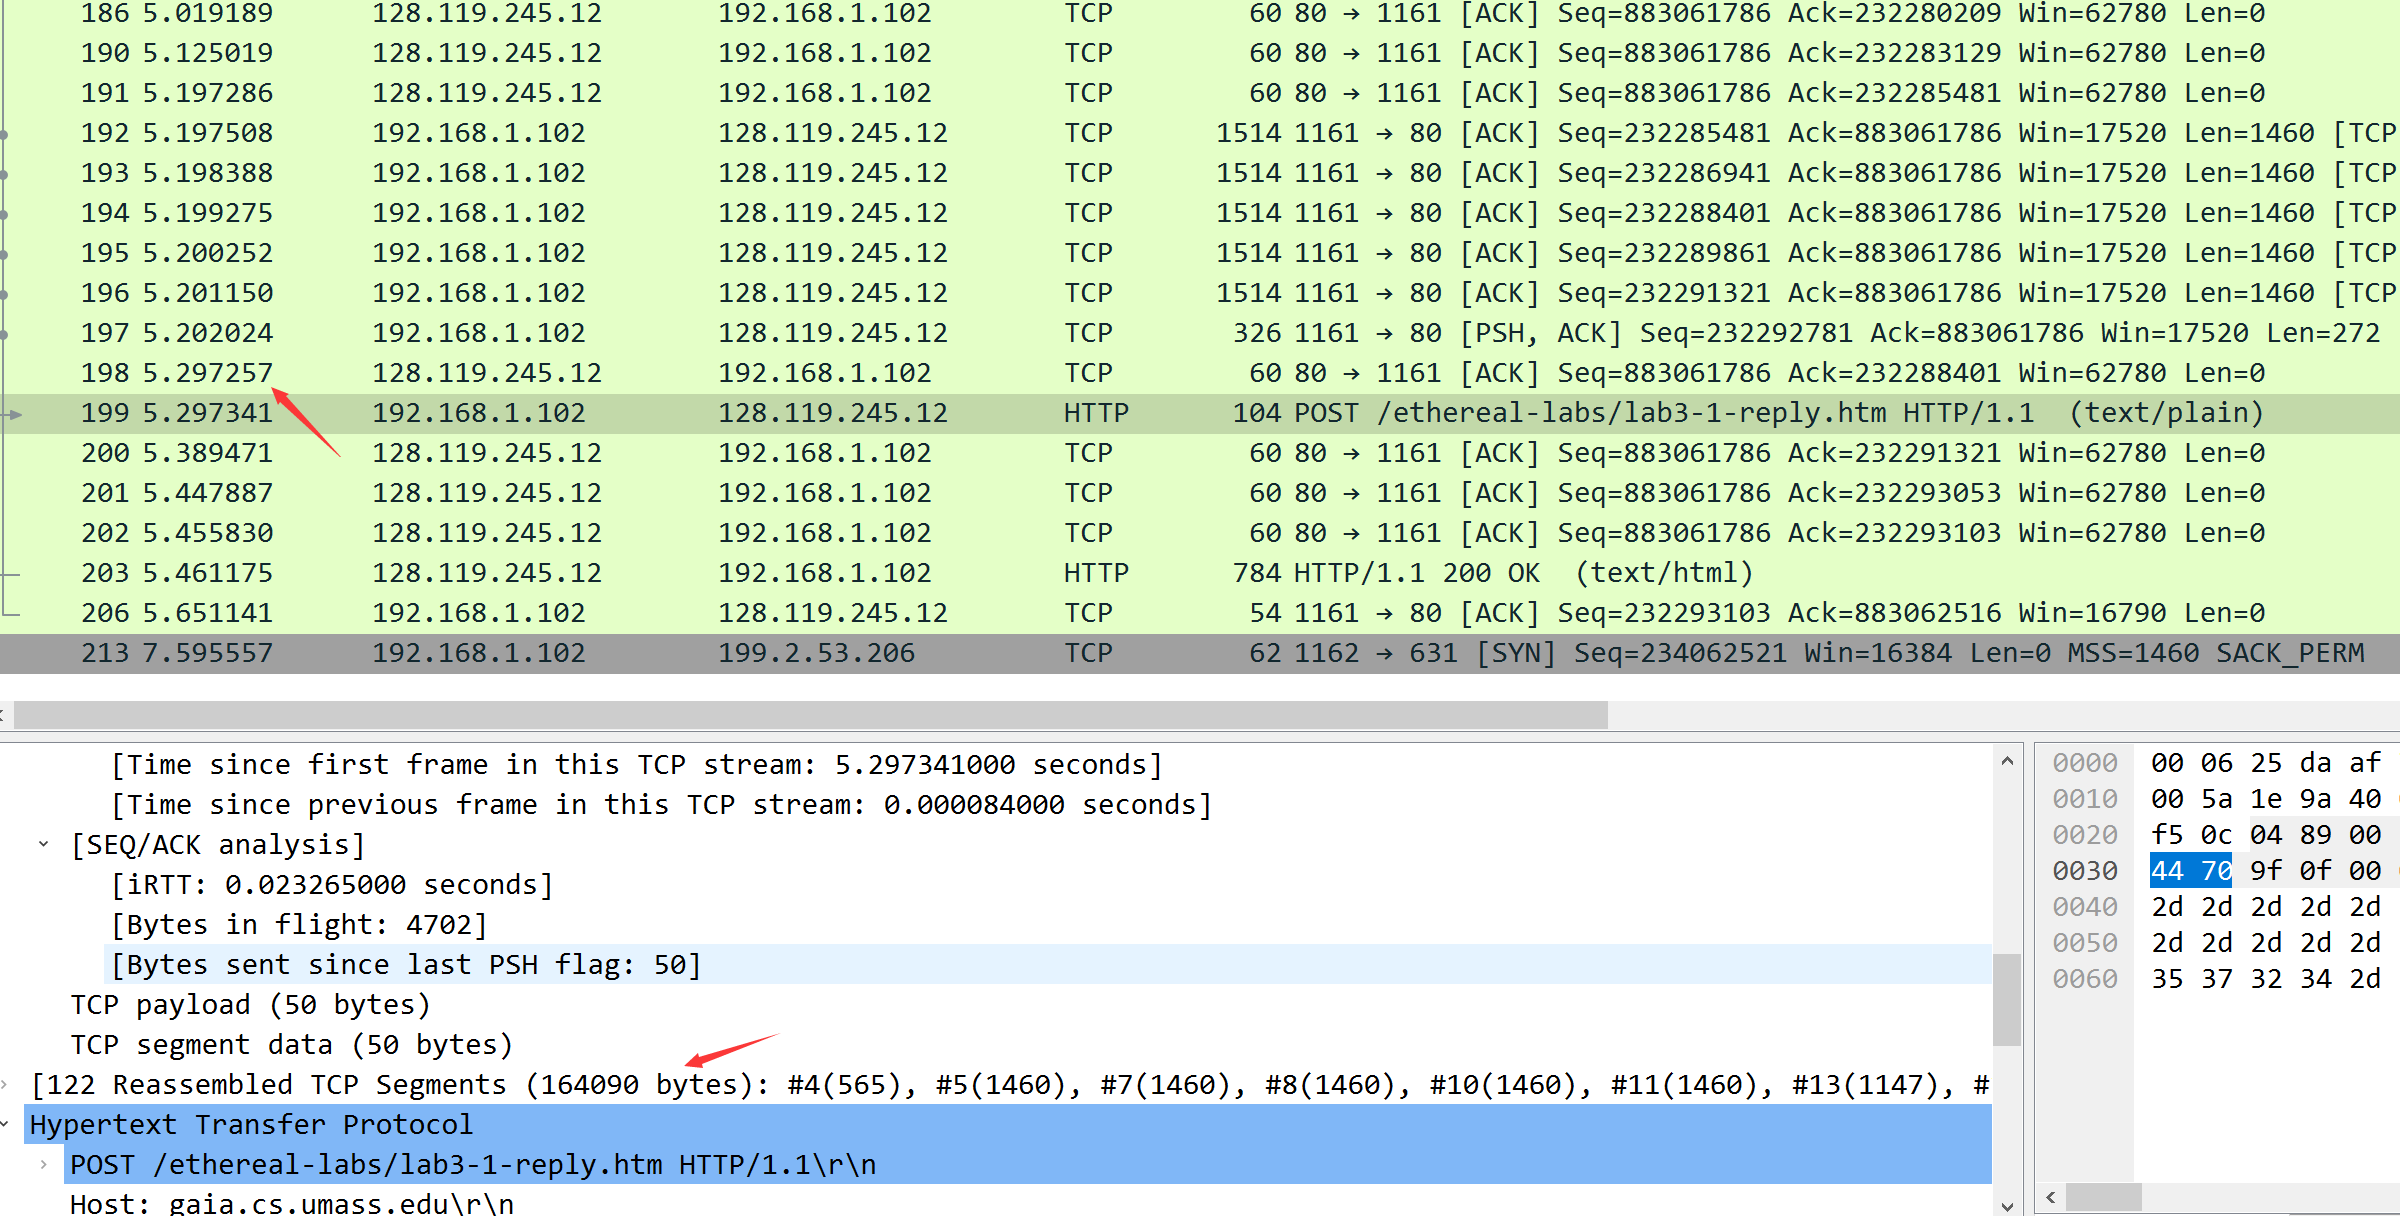 186 5.019189 128.119.245.12 192.168.1.102 TCP 60 80 → 1161 [ACK] Seq=883061786 Ack=232280209 Win=62780 Len=0
190 5.125019 128.119.245.12 192.168.1.102 TCP 60 80 → 1161 [ACK] Seq=883061786 Ack=232283129 Win=62780 Len=0
191 5.197286 128.119.245.12 192.168.1.102 TCP 60 80 → 1161 [ACK] Seq=883061786 Ack=232285481 Win=62780 Len=0
192 5.197508 192.168.1.102 128.119.245.12 TCP 1514 1161 → 80 [ACK] Seq=232285481 Ack=883061786 Win=17520 Len=1460 [TCP
193 5.198388 192.168.1.102 128.119.245.12 TCP 1514 1161 → 80 [ACK] Seq=232286941 Ack=883061786 Win=17520 Len=1460 [TCP
194 5.199275 192.168.1.102 128.119.245.12 TCP 1514 1161 → 80 [ACK] Seq=232288401 Ack=883061786 Win=17520 Len=1460 [TCP
195 5.200252 192.168.1.102 128.119.245.12 TCP 1514 1161 → 80 [ACK] Seq=232289861 Ack=883061786 Win=17520 Len=1460 [TCP
196 5.201150 192.168.1.102 128.119.245.12 TCP 1514 1161 → 80 [ACK] Seq=232291321 Ack=883061786 Win=17520 Len=1460 [TCP
197 5.202024 192.168.1.102 128.119.245.12 TCP 326 1161 → 80 [PSH, ACK] Seq=232292781 Ack=883061786 Win=17520 Len=272
198 5.297257 128.119.245.12 192.168.1.102 TCP 60 80 → 1161 [ACK] Seq=883061786 Ack=232288401 Win=62780 Len=0
199 5.297341 192.168.1.102 128.119.245.12 HTTP 104 POST /ethereal-labs/lab3-1-reply.htm HTTP/1.1 (text/plain)
200 5.389471 128.119.245.12 192.168.1.102 TCP 60 80 → 1161 [ACK] Seq=883061786 Ack=232291321 Win=62780 Len=0
201 5.447887 128.119.245.12 192.168.1.102 TCP 60 80 → 1161 [ACK] Seq=883061786 Ack=232293053 Win=62780 Len=0
202 5.455830 128.119.245.12 192.168.1.102 TCP 60 80 → 1161 [ACK] Seq=883061786 Ack=232293103 Win=62780 Len=0
203 5.461175 128.119.245.12 192.168.1.102 HTTP 784 HTTP/1.1 200 OK (text/html)
206 5.651141 192.168.1.102 128.119.245.12 TCP 54 1161 → 80 [ACK] Seq=232293103 Ack=883062516 Win=16790 Len=0
213 7.595557 192.168.1.102 199.2.53.206 TCP 62 1162 → 631 [SYN] Seq=234062521 Win=16384 Len=0 MSS=1460 SACK_PERM
[Time since first frame in this TCP stream: 5.297341000 seconds]
[Time since previous frame in this TCP stream: 0.000084000 seconds]
[SEQ/ACK analysis]
[iRTT: 0.023265000 seconds]
[Bytes in flight: 4702]
[Bytes sent since last PSH flag: 50]
TCP payload (50 bytes)
TCP segment data (50 bytes)
[122 Reassembled TCP Segments (164090 bytes): #4(565), #5(1460), #7(1460), #8(1460), #10(1460), #11(1460), #13(1147), #
Hypertext Transfer Protocol
POST /ethereal-labs/lab3-1-reply.htm HTTP/1.1\r\n
Host: gaia.cs.umass.edu\r\n
0000 00 06 25 da af
0010 00 5a 1e 9a 40
0020 f5 0c 04 89 00
0030 44 70 9f 0f 00
0040 2d 2d 2d 2d 2d
0050 2d 2d 2d 2d 2d
0060 35 37 32 34 2d